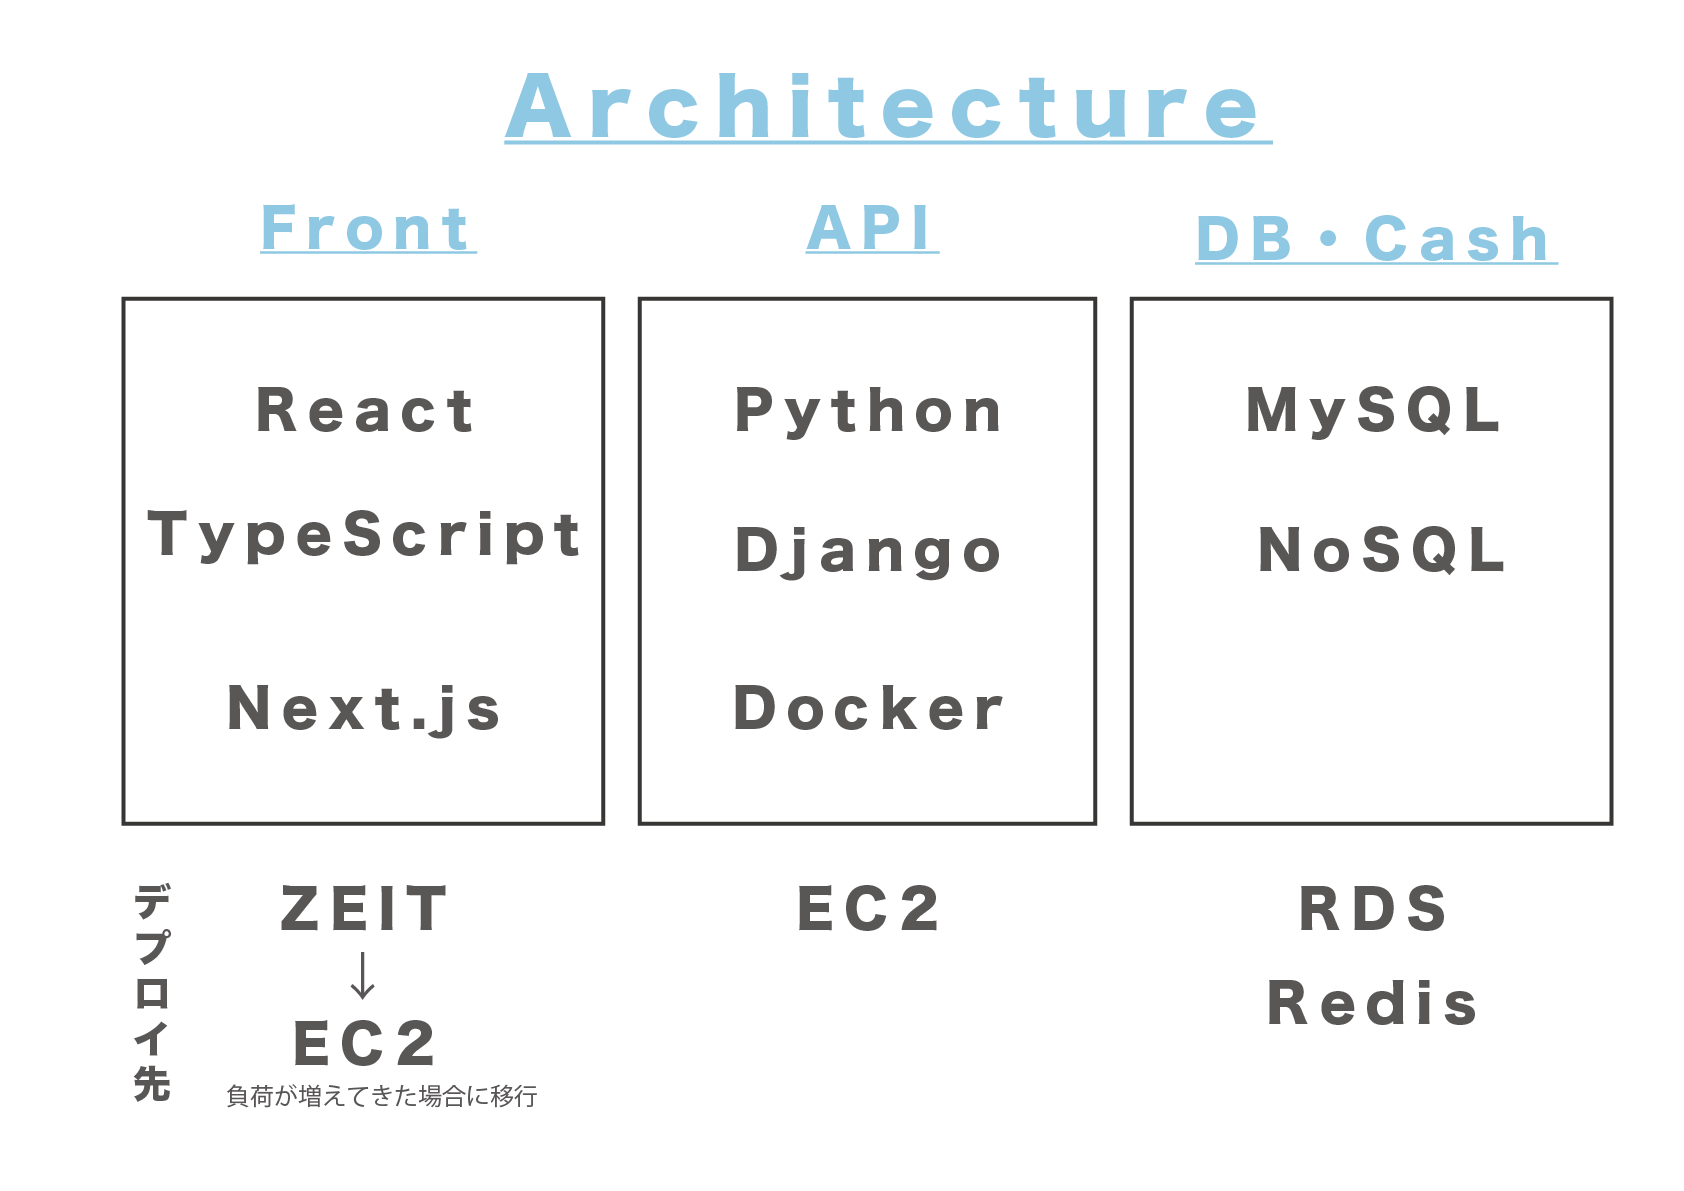 Architecture
Front
React
TypeScript
Next.js
API
Python
Django
Docker
DB・Cash
MySQL
NoSQL
デプロイ先
ZEIT
↓
EC2
負荷が増えてきた場合に移行
EC2
RDS
Redis